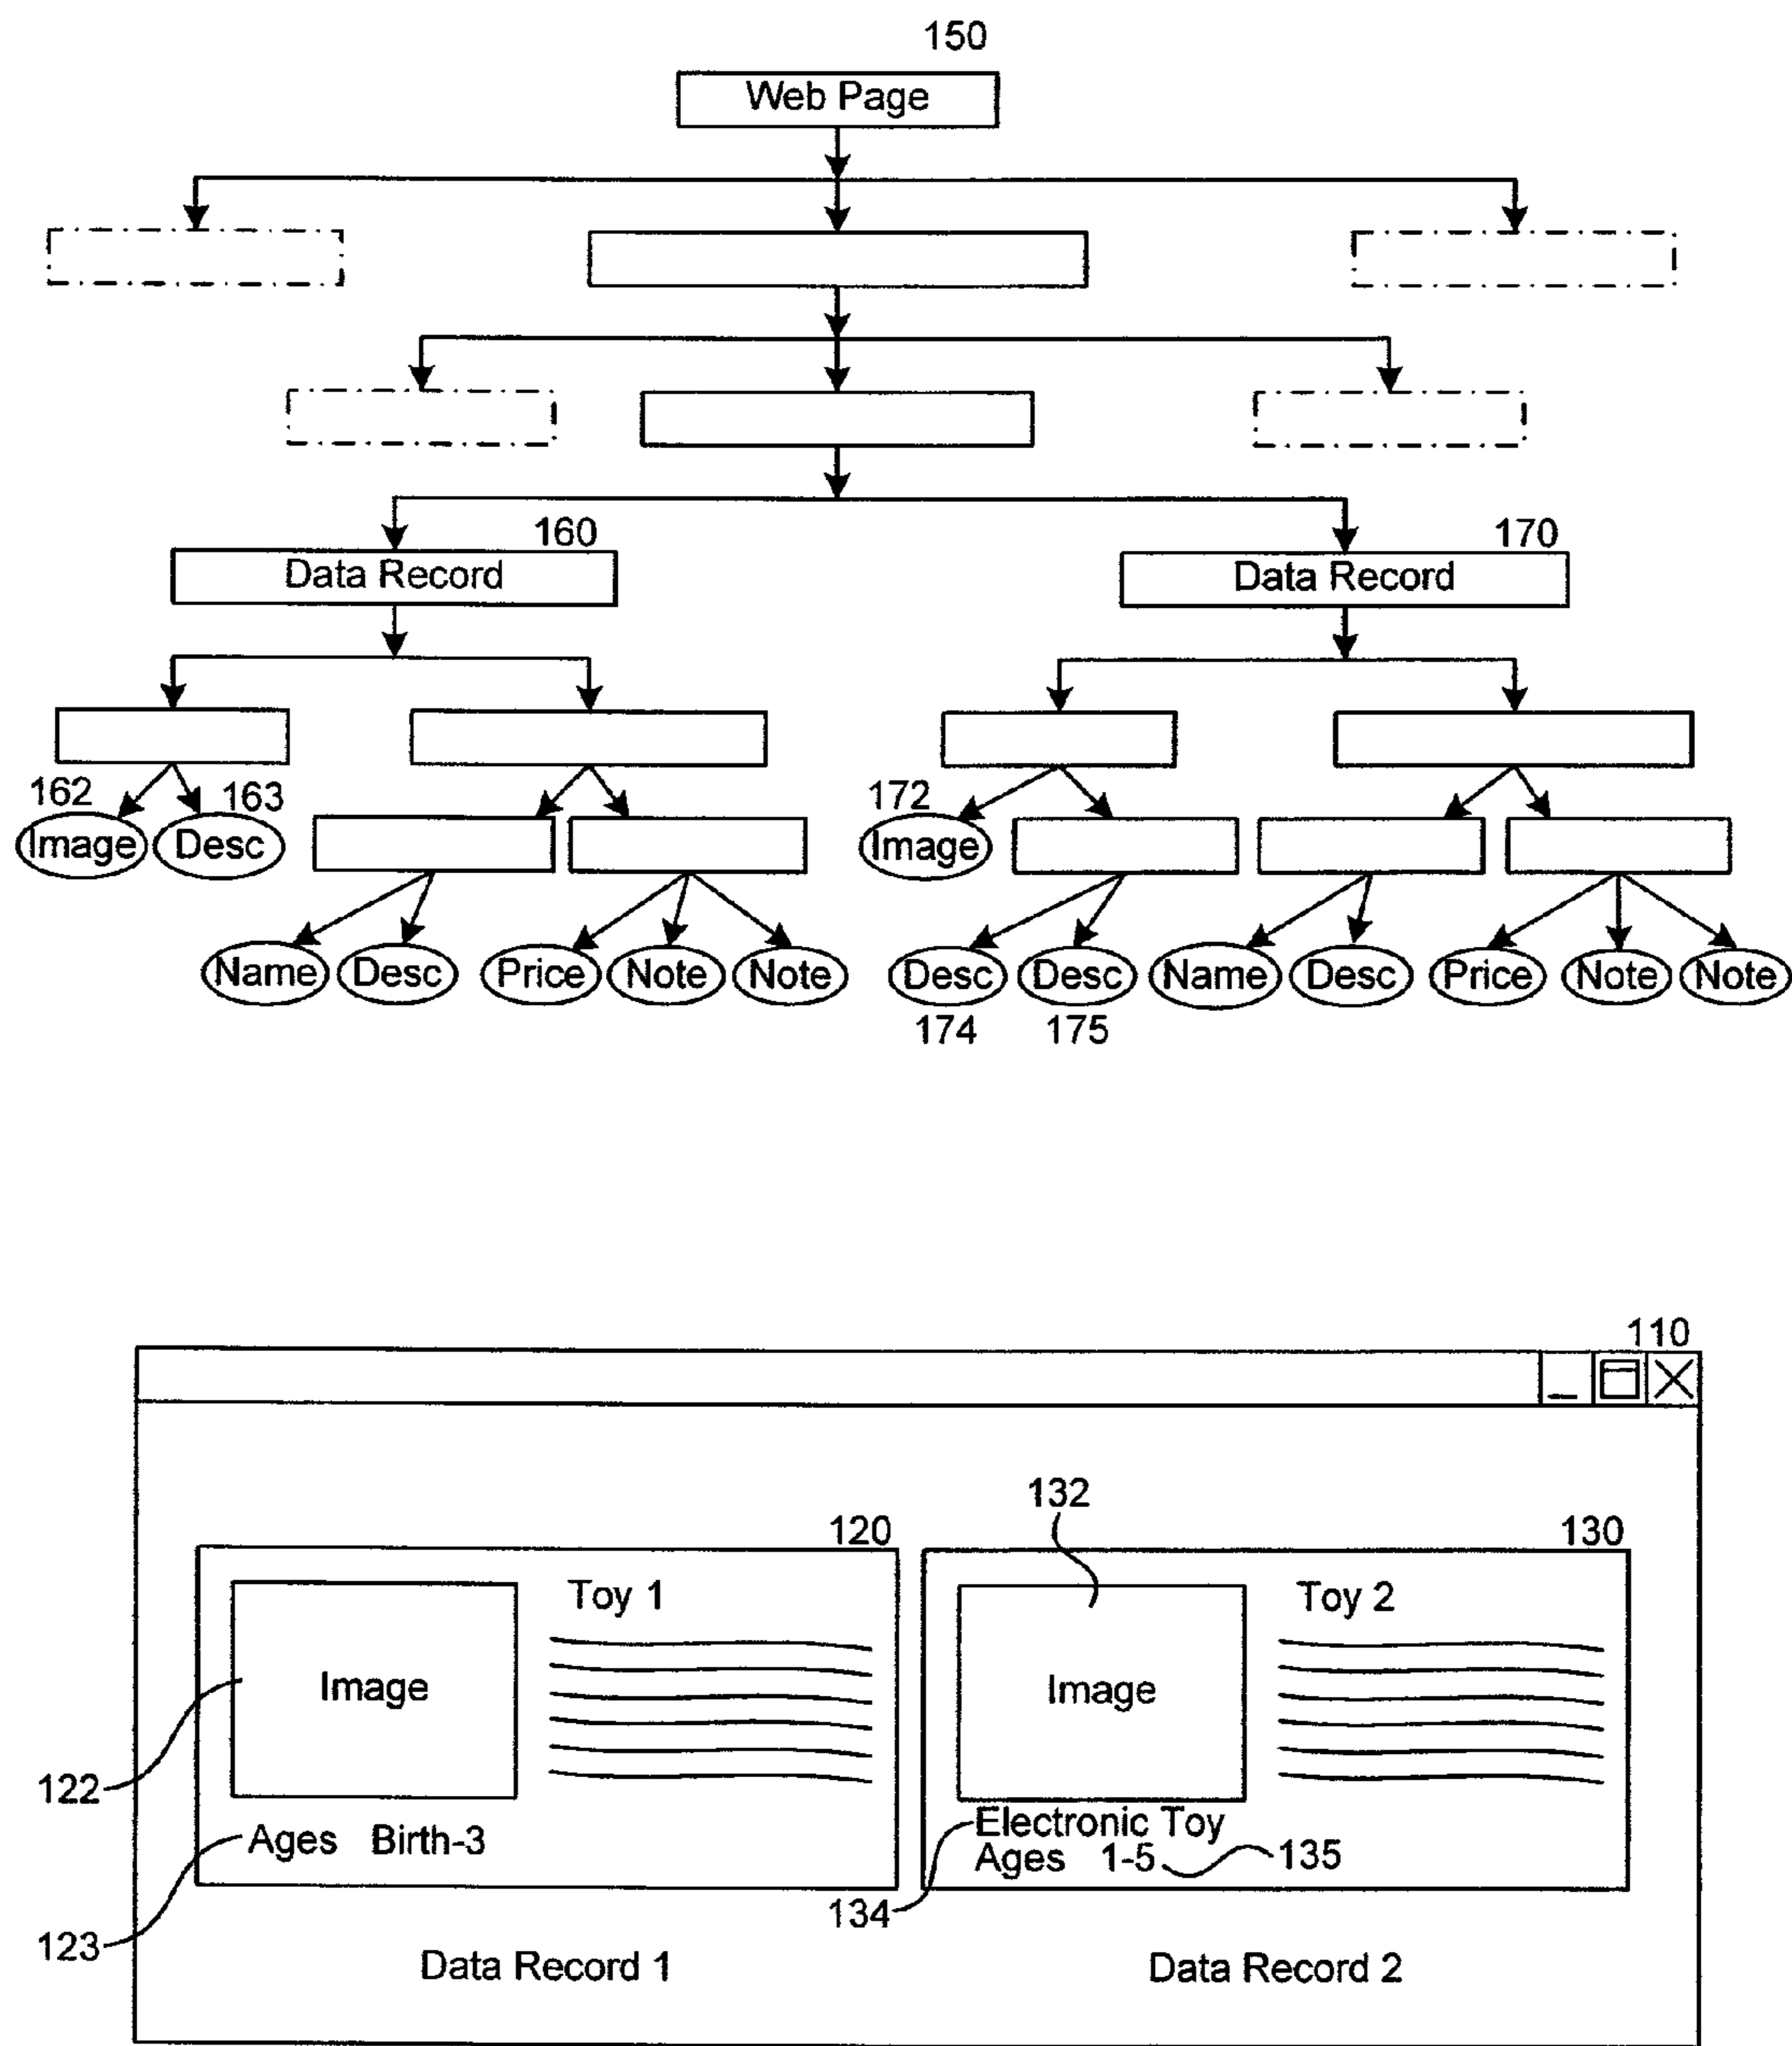 150
Web Page
160
170
Data Record
Data Record
162
163
172
Image
Desc
Image
Name
Desc
Price
Note
Note
Desc
Desc
Name
Desc
Price
Note
Note
174
175
110
132
120
130
Toy 1
Toy 2
Image
Image
122
Electronic Toy
Ages Birth-3
Ages 1-5
135
134
123
Data Record 1
Data Record 2